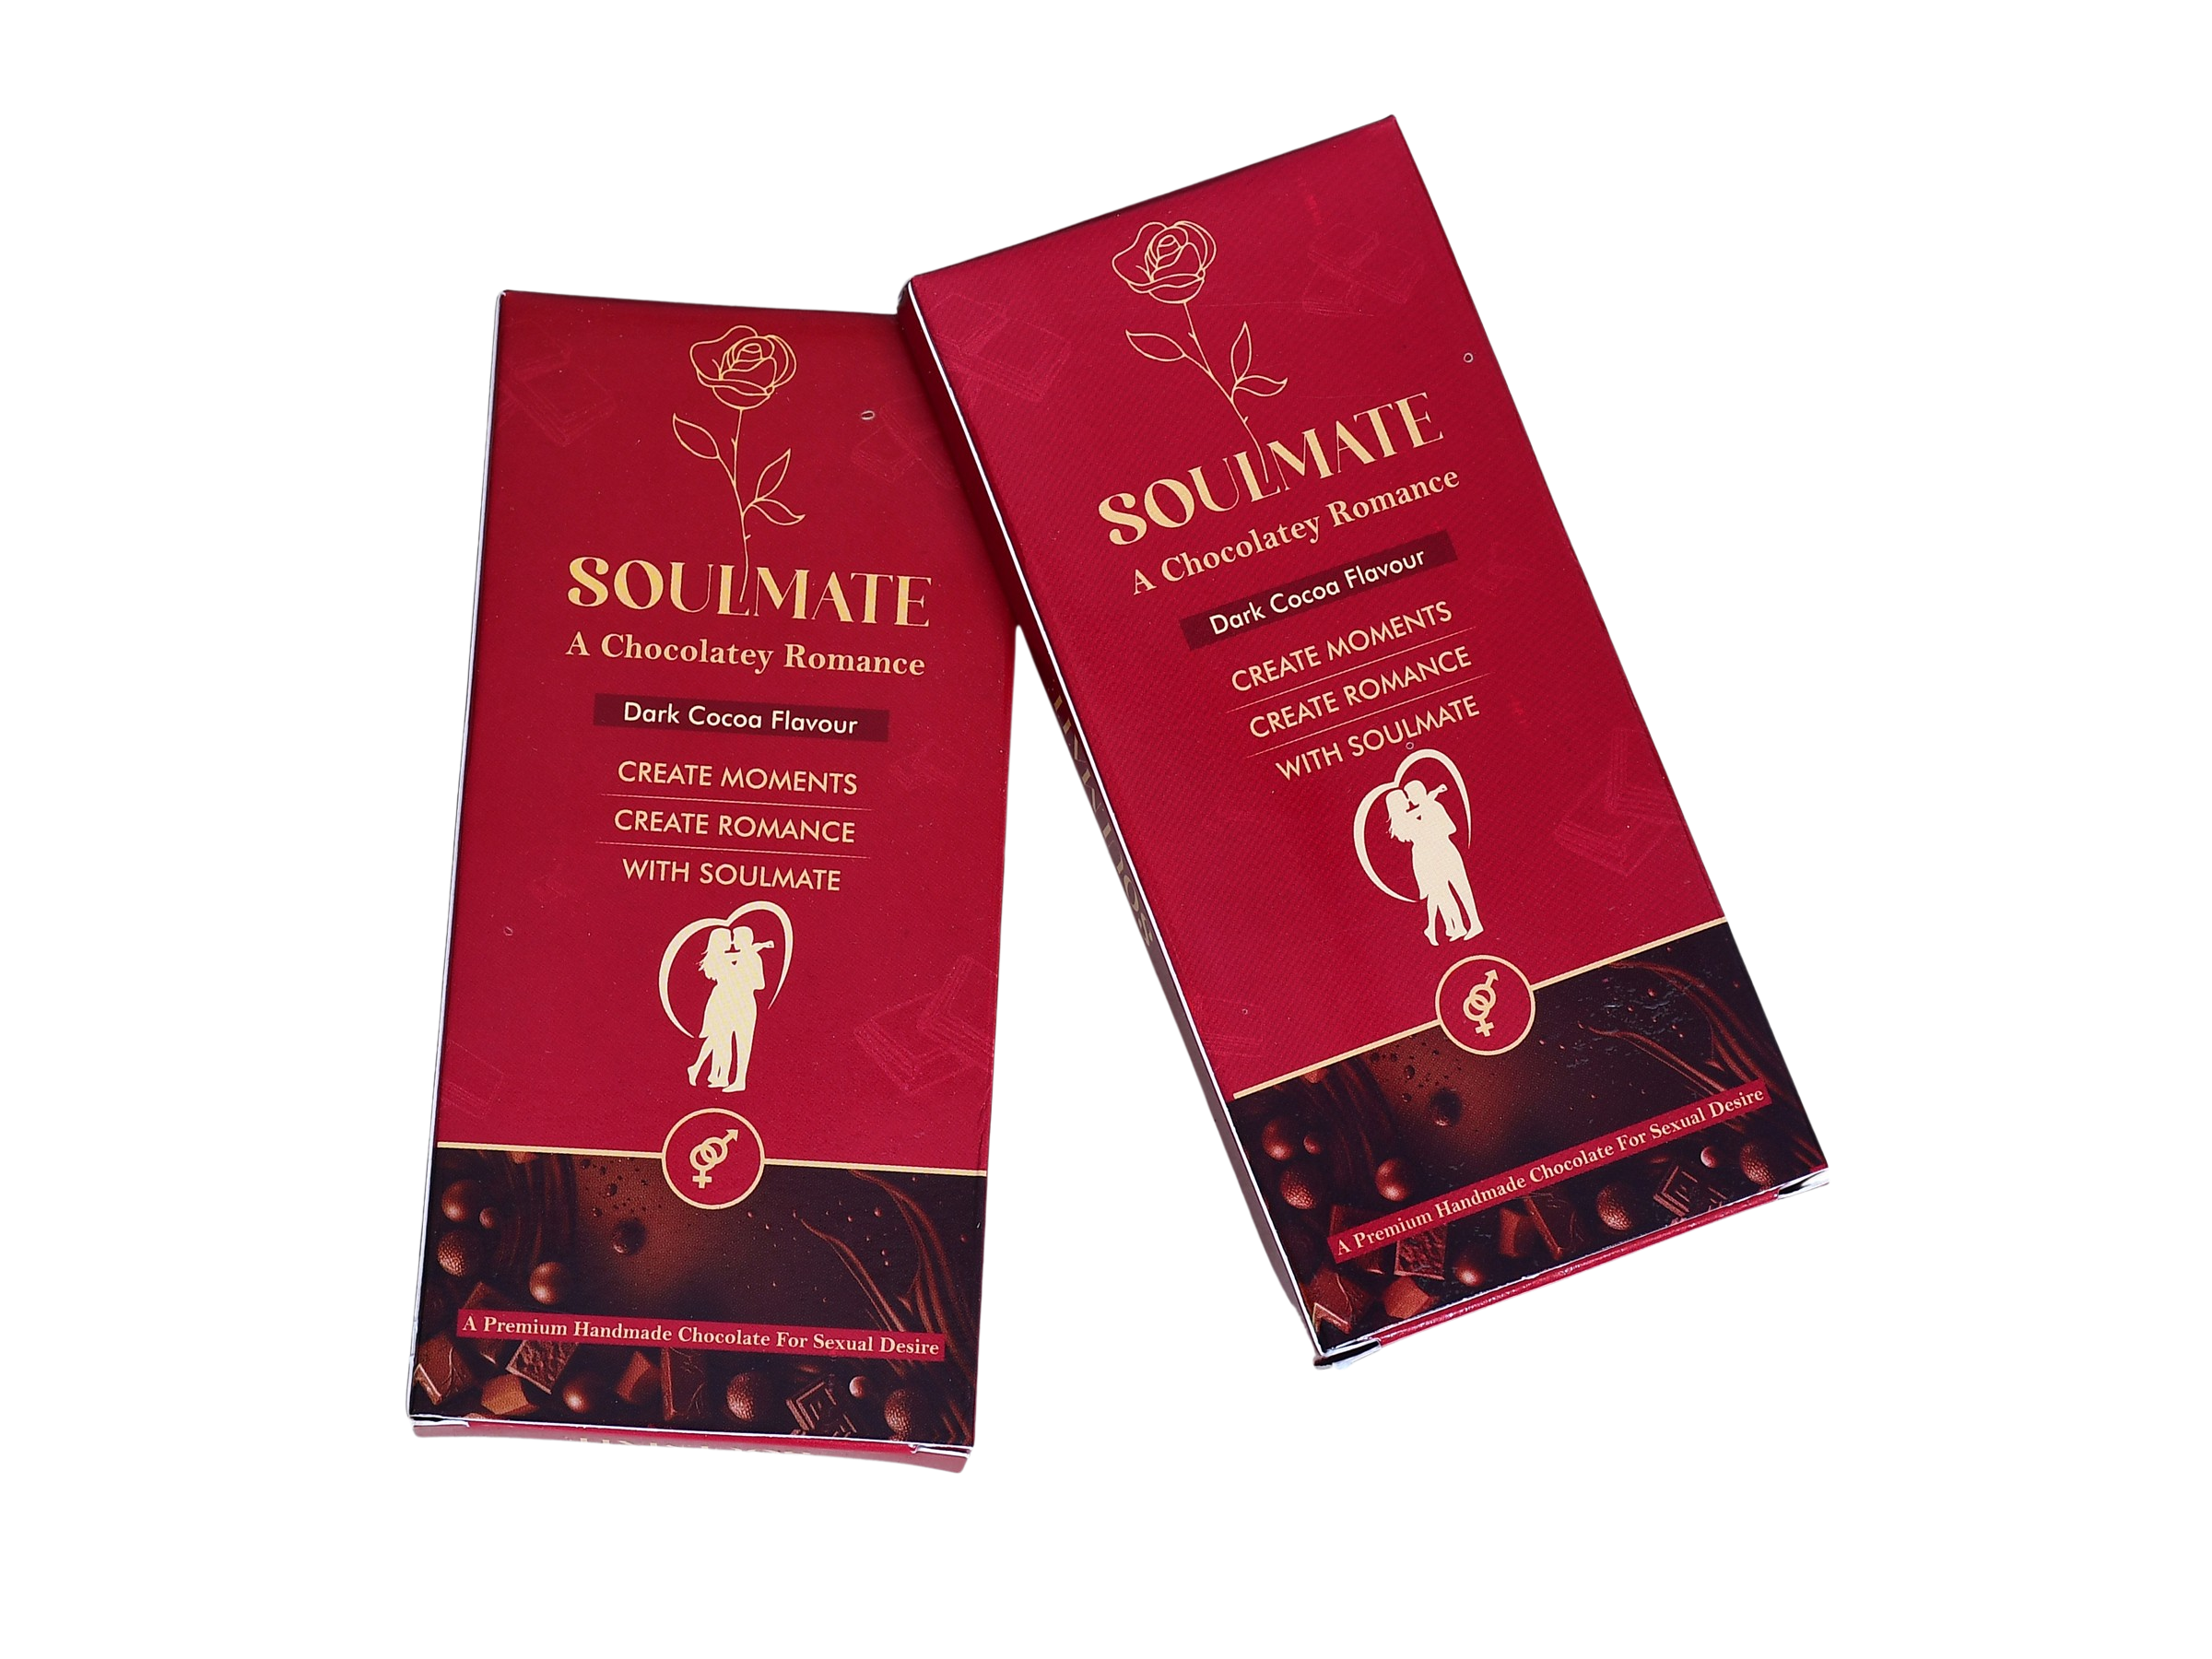 SOULMATE
A Chocolatey Romance
Dark Cocoa Flavour
CREATE MOMENTS
CREATE ROMANCE
WITH SOULMATE
A Premium Handmade Chocolate For Sexual Desire
SOULMATE
A Chocolatey Romance
Dark Cocoa Flavour
CREATE MOMENTS
CREATE ROMANCE
WITH SOULMATE
A Premium Handmade Chocolate For Sexual Desire